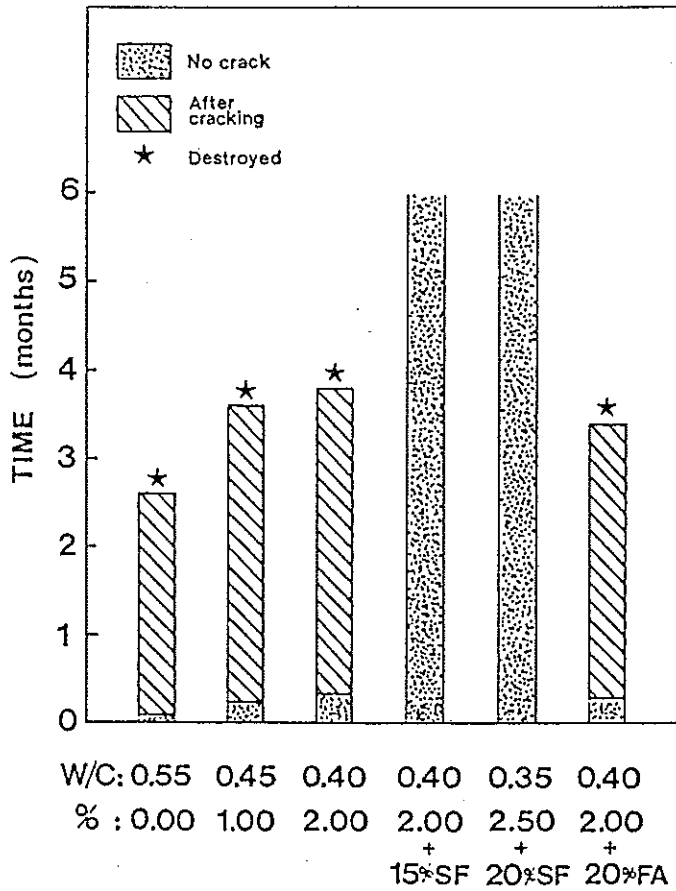 No crack
After
cracking
★ Destroyed
TIME (months)
6
5
4
3
2
1
0
W/C: 0.55 0.45 0.40 0.40 0.35 0.40
% : 0.00 1.00 2.00 2.00 2.50 2.00
+ + +
15%SF 20%SF 20%FA